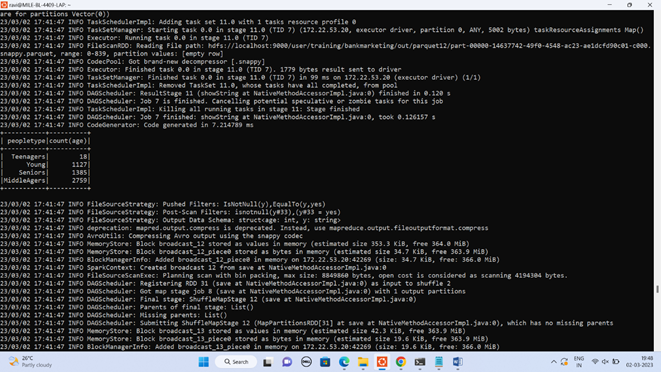 ravi@MILE-BL-4409-LAP: ~
are for partitions Vector(0))
23/03/02 17:41:47 INFO TaskSchedulerImpl: Adding task set 11.0 with 1 tasks resource profile 0
23/03/02 17:41:47 INFO TaskSetManager: Starting task 0.0 in stage 11.0 (TID 7) (172.22.53.20, executor driver, partition 0, ANY, 5002 bytes) taskResourceAssignments Map()
23/03/02 17:41:47 INFO Executor: Running task 0.0 in stage 11.0 (TID 7)
23/03/02 17:41:47 INFO FileScanRDD: Reading File path: hdfs://localhost:9000/user/training/bankmarketing/out/parquet12/part-00000-14637742-49f0-4548-ac23-ae1dcfd90c01-c000.
snappy.parquet, range: 0-839, partition values: [empty row]
23/03/02 17:41:47 INFO CodecPool: Got brand-new decompressor [.snappy]
23/03/02 17:41:47 INFO Executor: Finished task 0.0 in stage 11.0 (TID 7). 1779 bytes result sent to driver
23/03/02 17:41:47 INFO TaskSetManager: Finished task 0.0 in stage 11.0 (TID 7) in 99 ms on 172.22.53.20 (executor driver) (1/1)
23/03/02 17:41:47 INFO TaskSchedulerImpl: Removed TaskSet 11.0, whose tasks have all completed, from pool
23/03/02 17:41:47 INFO DAGScheduler: ResultStage 11 (showString at NativeMethodAccessorImpl.java:0) finished in 0.120 s
23/03/02 17:41:47 INFO DAGScheduler: Job 7 is finished. Cancelling potential speculative or zombie tasks for this job
23/03/02 17:41:47 INFO TaskSchedulerImpl: Killing all running tasks in stage 11: Stage finished
23/03/02 17:41:47 INFO DAGScheduler: Job 7 finished: showString at NativeMethodAccessorImpl.java:0, took 0.126157 s
23/03/02 17:41:47 INFO CodeGenerator: Code generated in 7.214789 ms
+----------+----------+
| peopletype|count(age)|
+----------+----------+
| Teenagers| 18|
| Young| 1127|
| Seniors| 1385|
|MiddleAgers| 2759|
+----------+----------+
23/03/02 17:41:47 INFO FileSourceStrategy: Pushed Filters: IsNotNull(y),EqualTo(y,yes)
23/03/02 17:41:47 INFO FileSourceStrategy: Post-Scan Filters: isnotnull(y#33),(y#33 = yes)
23/03/02 17:41:47 INFO FileSourceStrategy: Output Data Schema: struct<age: int, y: string>
23/03/02 17:41:47 INFO deprecation: mapred.output.compress is deprecated. Instead, use mapreduce.output.fileoutputformat.compress
23/03/02 17:41:47 INFO AvroUtils: Compressing Avro output using the snappy codec
23/03/02 17:41:47 INFO MemoryStore: Block broadcast_12 stored as values in memory (estimated size 353.3 KiB, free 364.0 MiB)
23/03/02 17:41:47 INFO MemoryStore: Block broadcast_12_piece0 stored as bytes in memory (estimated size 34.7 KiB, free 363.9 MiB)
23/03/02 17:41:47 INFO BlockManagerInfo: Added broadcast_12_piece0 in memory on 172.22.53.20:42269 (size: 34.7 KiB, free: 366.0 MiB)
23/03/02 17:41:47 INFO SparkContext: Created broadcast 12 from save at NativeMethodAccessorImpl.java:0
23/03/02 17:41:47 INFO FileSourceScanExec: Planning scan with bin packing, max size: 8849860 bytes, open cost is considered as scanning 4194304 bytes.
23/03/02 17:41:47 INFO DAGScheduler: Registering RDD 31 (save at NativeMethodAccessorImpl.java:0) as input to shuffle 2
23/03/02 17:41:47 INFO DAGScheduler: Got map stage job 8 (save at NativeMethodAccessorImpl.java:0) with 1 output partitions
23/03/02 17:41:47 INFO DAGScheduler: Final stage: ShuffleMapStage 12 (save at NativeMethodAccessorImpl.java:0)
23/03/02 17:41:47 INFO DAGScheduler: Parents of final stage: List()
23/03/02 17:41:47 INFO DAGScheduler: Missing parents: List()
23/03/02 17:41:47 INFO DAGScheduler: Submitting ShuffleMapStage 12 (MapPartitionsRDD[31] at save at NativeMethodAccessorImpl.java:0), which has no missing parents
23/03/02 17:41:47 INFO MemoryStore: Block broadcast_13 stored as values in memory (estimated size 42.3 KiB, free 363.9 MiB)
23/03/02 17:41:47 INFO MemoryStore: Block broadcast_13_piece0 stored as bytes in memory (estimated size 19.6 KiB, free 363.9 MiB)
23/03/02 17:41:47 INFO BlockManagerInfo: Added broadcast_13_piece0 in memory on 172.22.53.20:42269 (size: 19.6 KiB, free: 366.0 MiB)
26°C
Partly cloudy
Search
ENG
IN
19:48
02-03-2023